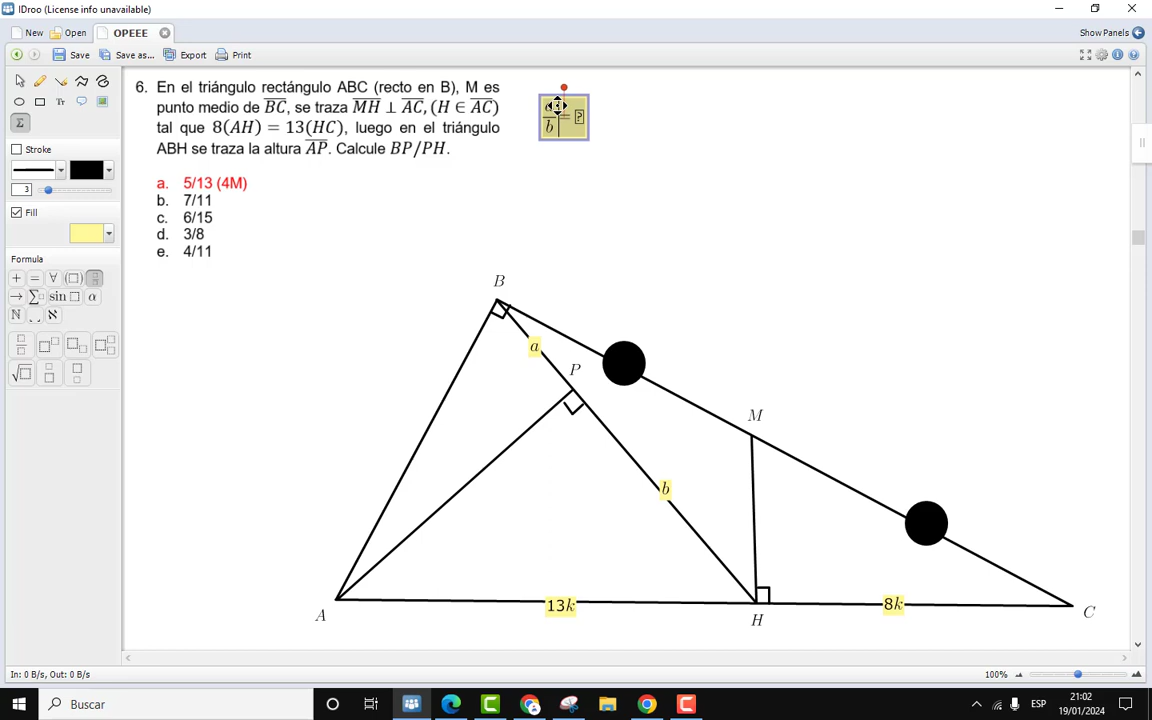 IDroo (License info unavailable)
New Open OPEEE Show Panels
Save Save as... Export Print
Tr
Σ
Stroke
3
Fill
Formula
+ = ∀ (□)
→ ∑ sin □ α
ℕ ℵ
6. En el triángulo rectángulo ABC (recto en B), M es
punto medio de BC, se traza MH ⊥ AC, (H ∈ AC)
tal que 8(AH) = 13(HC), luego en el triángulo
ABH se traza la altura AP. Calcule BP/PH.
b = ?
a. 5/13 (4M)
b. 7/11
c. 6/15
d. 3/8
e. 4/11
B
a
P
M
b
A
13k
H
8k
C
In: 0 B/s, Out: 0 B/s
100%
Buscar
ESP
21:02
19/01/2024